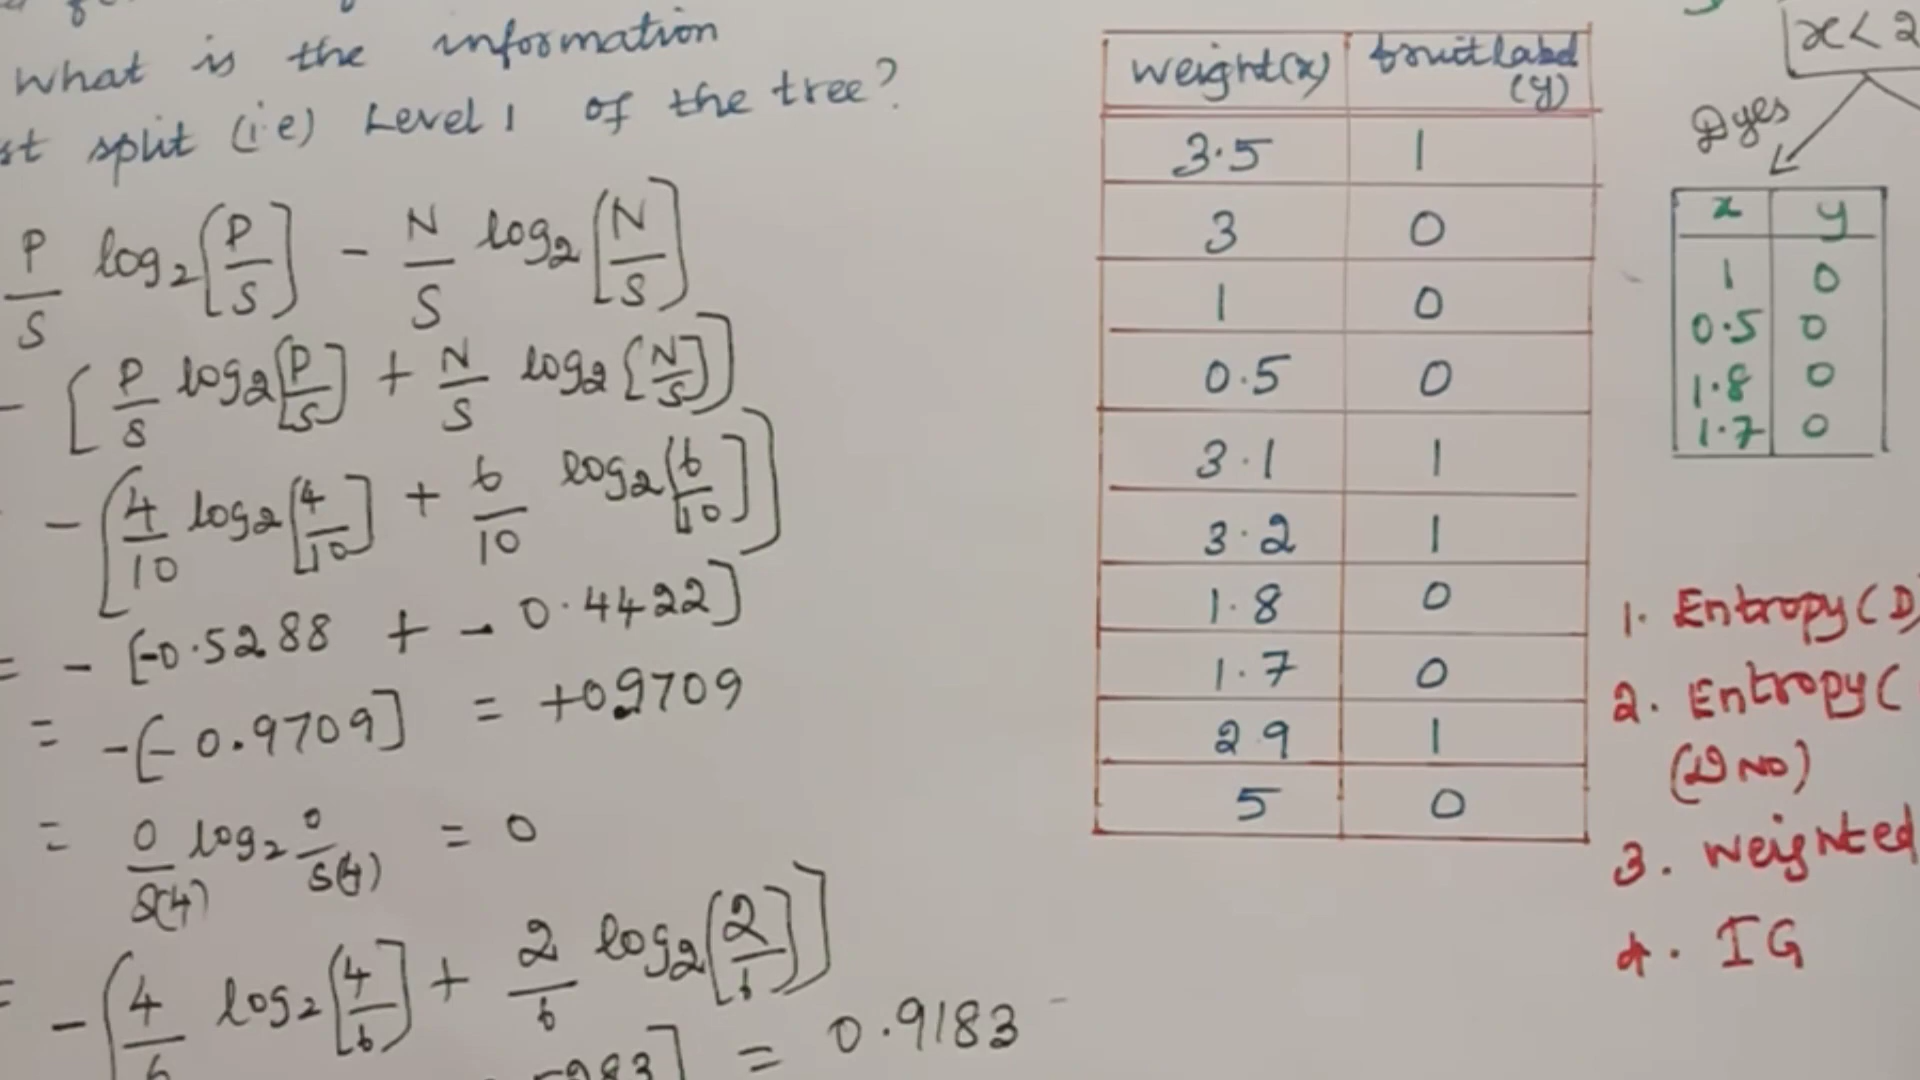 What is the information
st split (i.e) Level 1 of the tree?
P/S log2[P/S] - N/S log2[N/S]
- [P/S log2[P/S] + N/S log2[N/S]]
- [4/10 log2[4/10] + 6/10 log2[6/10]]
= - [-0.5288 + - 0.4422]
= -[-0.9709] = +0.9709
= 0/S(4) log2 0/S(4) = 0
= - [4/6 log2[4/6] + 2/6 log2[2/6]]
283] = 0.9183
weight(x) fruit label (y)
3.5 1
3 0
1 0
0.5 0
3.1 1
3.2 1
1.8 0
1.7 0
2.9 1
5 0
x<2
D yes
x y
1 0
0.5 0
1.8 0
1.7 0
1. Entropy(D)
2. Entropy(
(D NO)
3. weighted
4. IG